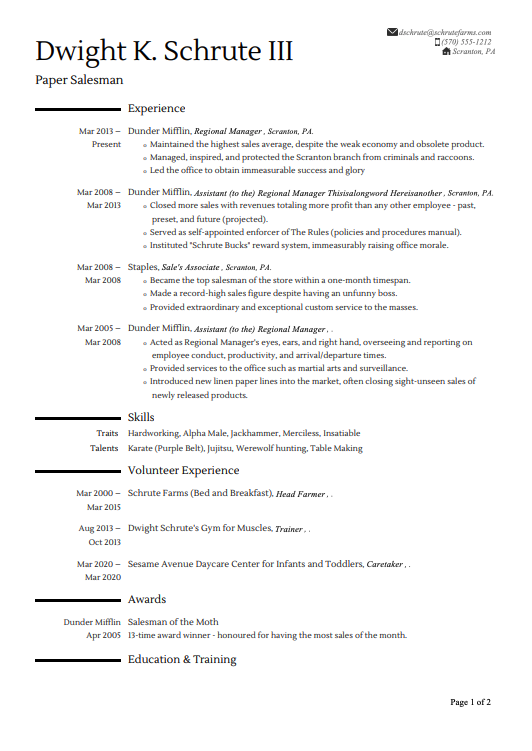 Dwight K. Schrute III
Paper Salesman
dschrute@schrutefarms.com
(570) 555-1212
Scranton, PA
Experience
Mar 2013 – Dunder Mifflin, Regional Manager , Scranton, PA.
Present ◦ Maintained the highest sales average, despite the weak economy and obsolete product.
◦ Managed, inspired, and protected the Scranton branch from criminals and raccoons.
◦ Led the office to obtain immeasurable success and glory
Mar 2008 – Dunder Mifflin, Assistant (to the) Regional Manager Thisisalongword Hereisanother , Scranton, PA.
Mar 2013 ◦ Closed more sales with revenues totaling more profit than any other employee - past,
preset, and future (projected).
◦ Served as self-appointed enforcer of The Rules (policies and procedures manual).
◦ Instituted "Schrute Bucks" reward system, immeasurably raising office morale.
Mar 2008 – Staples, Sale's Associate , Scranton, PA.
Mar 2008 ◦ Became the top salesman of the store within a one-month timespan.
◦ Made a record-high sales figure despite having an unfunny boss.
◦ Provided extraordinary and exceptional custom service to the masses.
Mar 2005 – Dunder Mifflin, Assistant (to the) Regional Manager , .
Mar 2008 ◦ Acted as Regional Manager's eyes, ears, and right hand, overseeing and reporting on
employee conduct, productivity, and arrival/departure times.
◦ Provided services to the office such as martial arts and surveillance.
◦ Introduced new linen paper lines into the market, often closing sight-unseen sales of
newly released products.
Skills
Traits Hardworking, Alpha Male, Jackhammer, Merciless, Insatiable
Talents Karate (Purple Belt), Jujitsu, Werewolf hunting, Table Making
Volunteer Experience
Mar 2000 – Schrute Farms (Bed and Breakfast), Head Farmer , .
Mar 2015
Aug 2013 – Dwight Schrute's Gym for Muscles, Trainer , .
Oct 2013
Mar 2020 – Sesame Avenue Daycare Center for Infants and Toddlers, Caretaker , .
Mar 2020
Awards
Dunder Mifflin Salesman of the Moth
Apr 2005 13-time award winner - honoured for having the most sales of the month.
Education & Training
Page 1 of 2